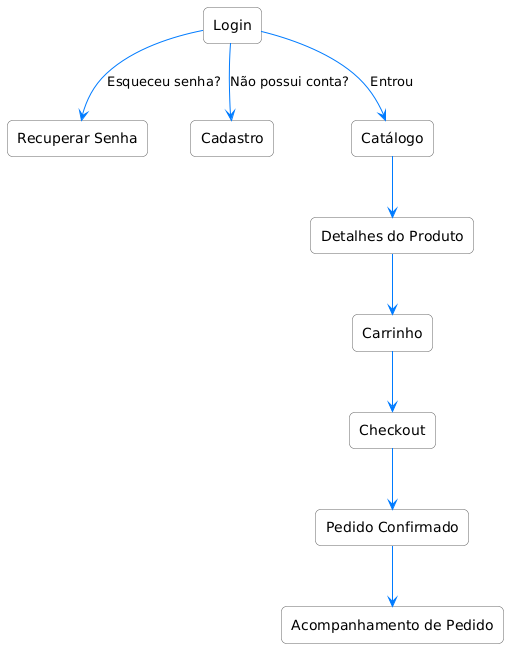 Login
Esqueceu senha?
Não possui conta?
Entrou
Recuperar Senha
Cadastro
Catálogo
Detalhes do Produto
Carrinho
Checkout
Pedido Confirmado
Acompanhamento de Pedido